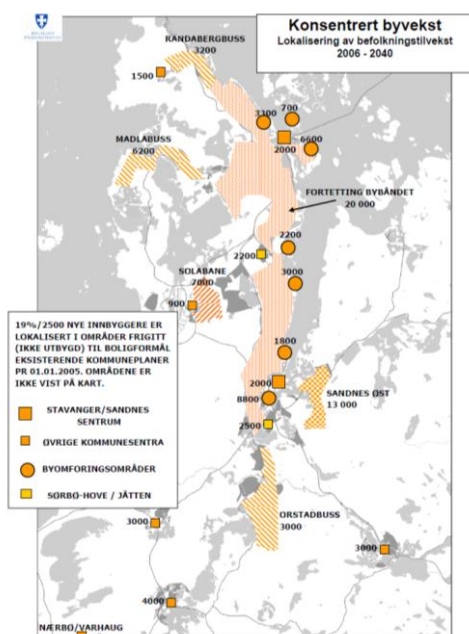 Konsentrert byvekst
Lokalisering av befolkningstilvekst
2006 - 2040
RANDABERGBUSS
3200
1500
3300
700
2000
6600
MADLABUSS
6200
FORTETTING BYBÅNDET
20 000
2200
2200
SOLABANE
7000
3000
900
19%/2500 NYE INNBYGGERE ER
LOKALISERT I OMRÅDER FRIGITT
(IKKE UTBYGD) TIL BOLIGFORMÅL
EKSISTERENDE KOMMUNEPLANER
PR 01.01.2005. OMRÅDENE ER
IKKE VIST PÅ KART.
STAVANGER/SANDNES
SENTRUM
ØVRIGE KOMMUNESENTRA
BYOMFORINGSOMRÅDER
SØRBØ-HOVE / JÅTTEN
1800
2000
8800
SANDNES ØST
13 000
2500
ORSTADBUSS
3000
3000
3000
4000
NÆRBØ/VARHAUG